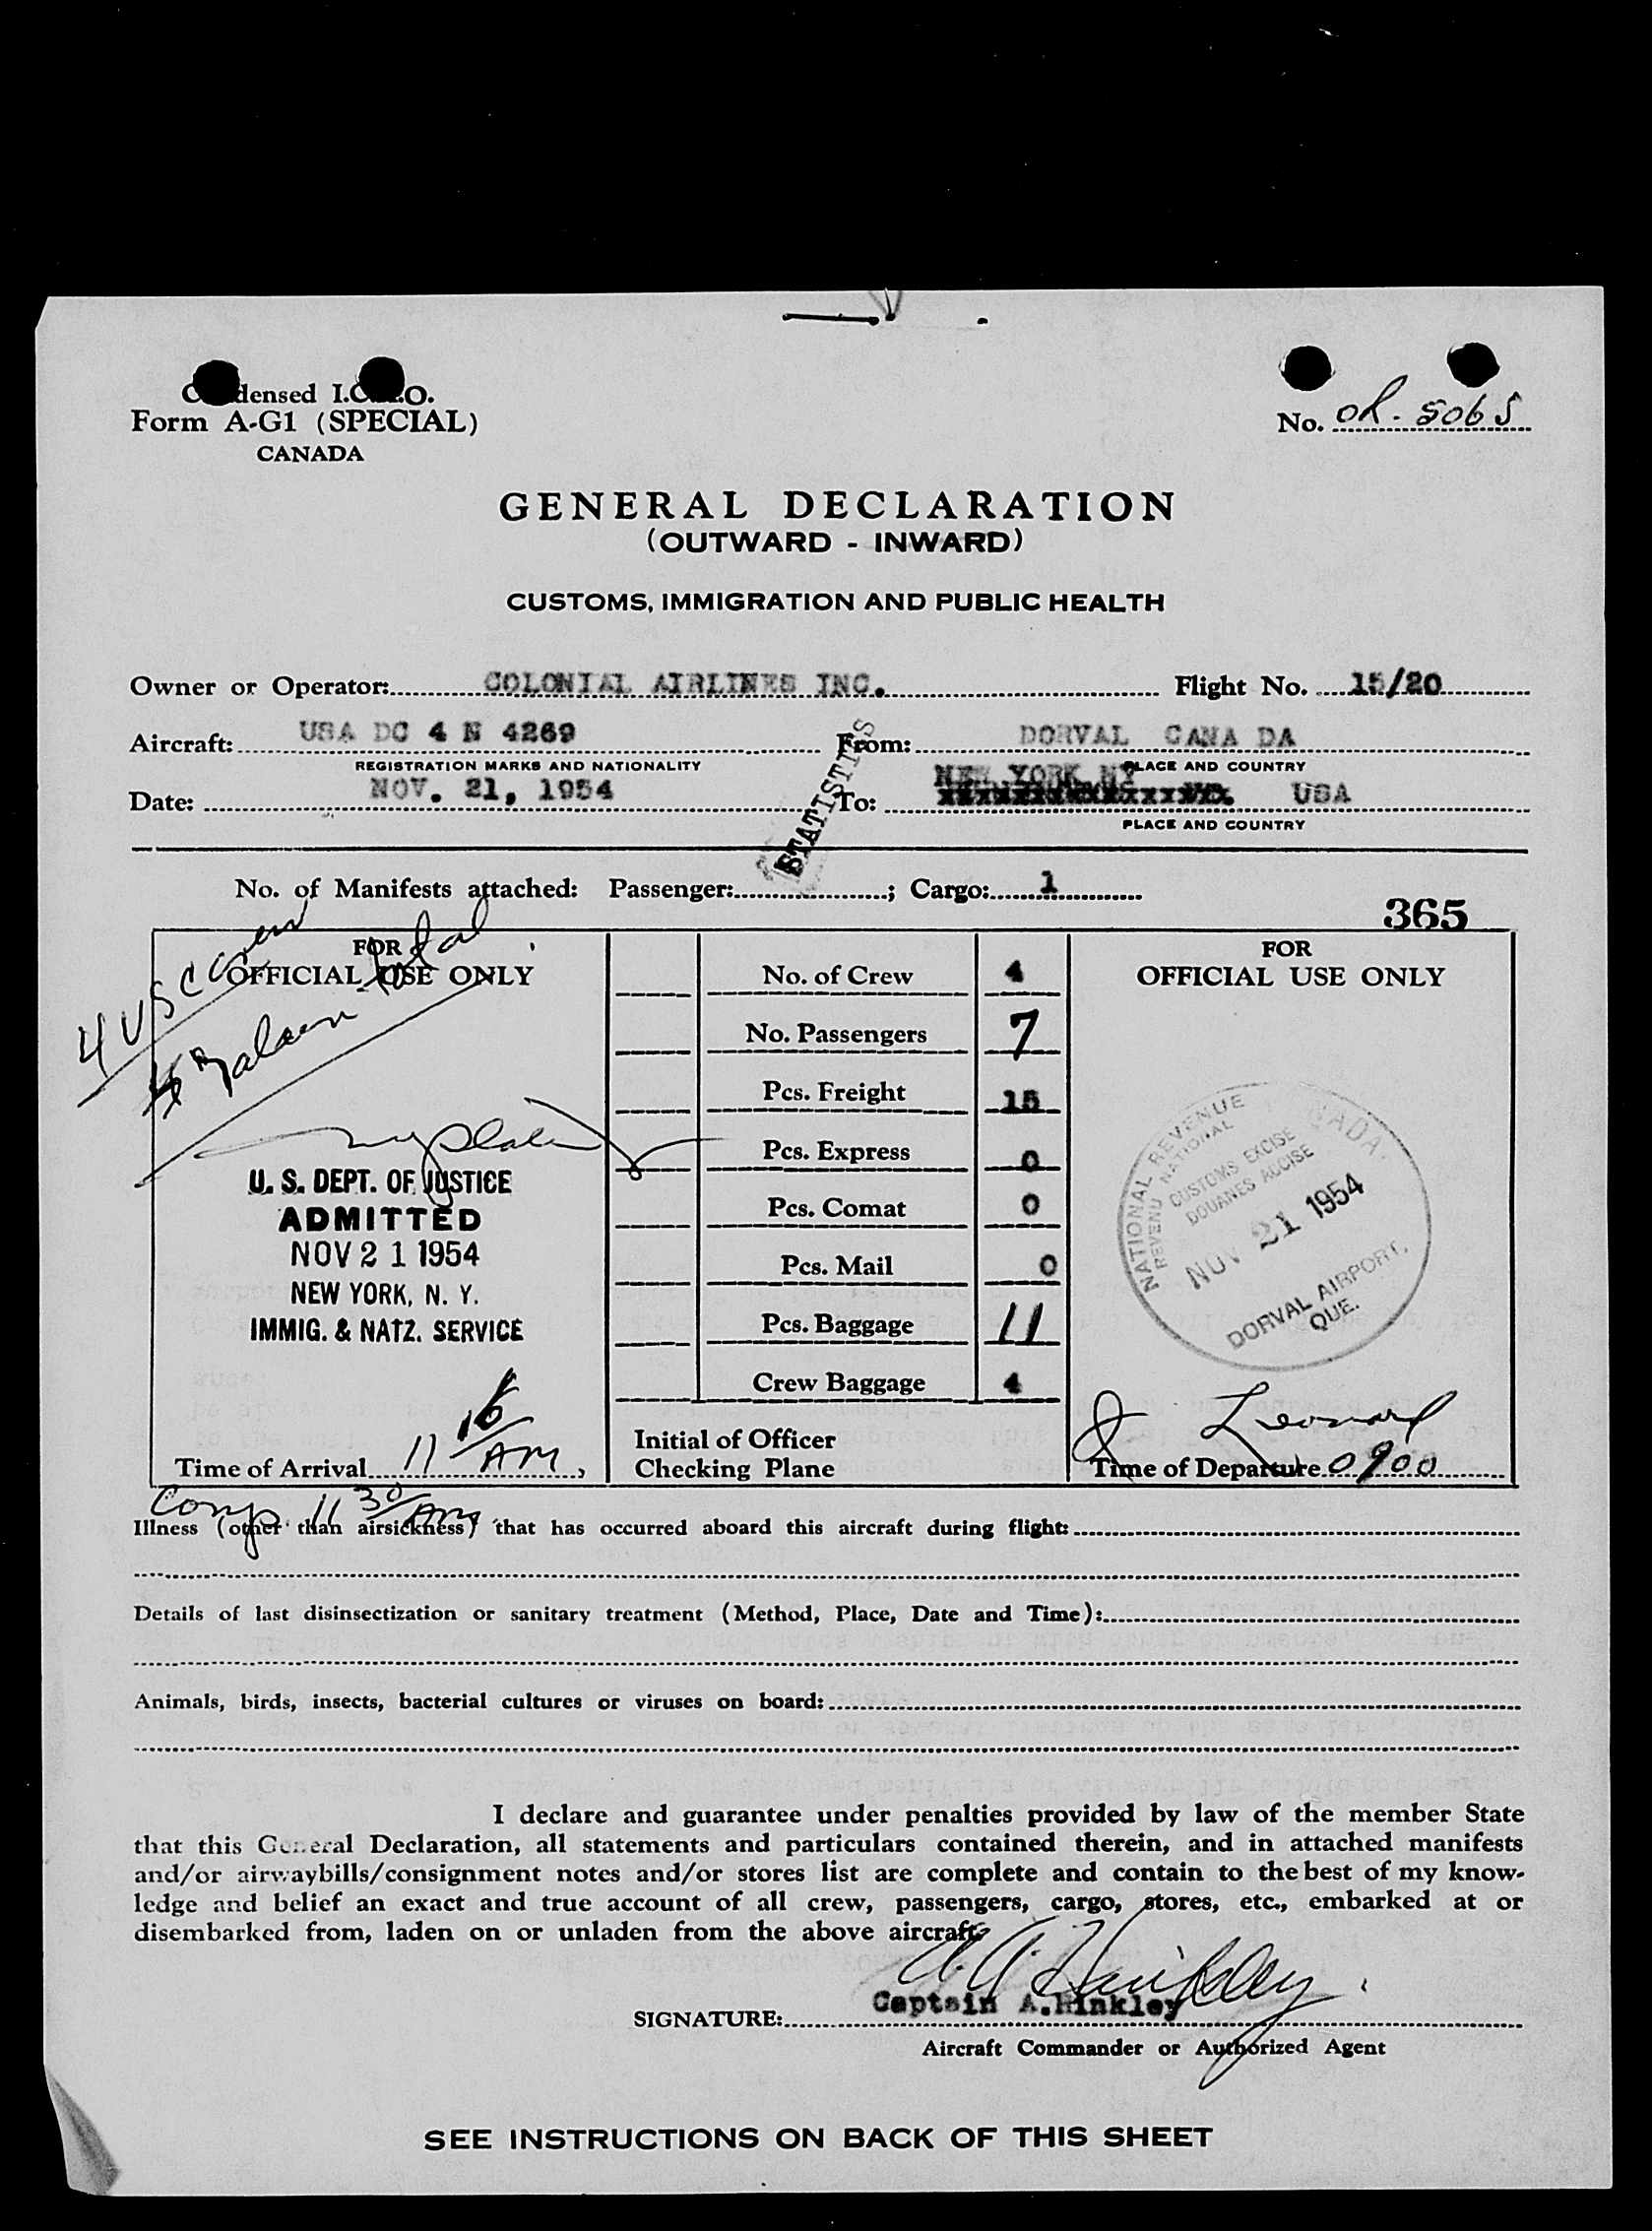 densed I.C O.
Form A-G1 (SPECIAL)
CANADA
No. OR-5065
GENERAL DECLARATION
(OUTWARD - INWARD)
CUSTOMS, IMMIGRATION AND PUBLIC HEALTH
Owner or Operator: COLONIAL AIRLINES INC. Flight No. 15/20
Aircraft: USA DC 4 N 4269 From: DORVAL CANA DA
REGISTRATION MARKS AND NATIONALITY PLACE AND COUNTRY
NEW YORK NY
Date: NOV. 21, 1954 To: USA
PLACE AND COUNTRY
STATISTICS
No. of Manifests attached: Passenger: ; Cargo: 1
365
4 USC Crew
total
FOR
OFFICIAL USE ONLY
No. of Crew 4
No. Passengers 7
Pcs. Freight 15
Pcs. Express 0
Pcs. Comat 0
Pcs. Mail 0
Pcs. Baggage 11
Crew Baggage 4
Initial of Officer
Checking Plane
U. S. DEPT. OF JUSTICE
ADMITTED
NOV 21 1954
NEW YORK, N. Y.
IMMIG. & NATZ. SERVICE
Time of Arrival 11 16 AM
FOR
OFFICIAL USE ONLY
NATIONAL REVENUE CANADA
REVENU NATIONAL
CUSTOMS EXCISE
DOUANES ACCISE
NOV 21 1954
DORVAL AIRPORT,
QUE.
J Leonard
Time of Departure 0900
Comp 11 30 AM
Illness (other than airsickness) that has occurred aboard this aircraft during flight:
Details of last disinsectization or sanitary treatment (Method, Place, Date and Time):
Animals, birds, insects, bacterial cultures or viruses on board:
I declare and guarantee under penalties provided by law of the member State
that this General Declaration, all statements and particulars contained therein, and in attached manifests
and/or airwaybills/consignment notes and/or stores list are complete and contain to the best of my know-
ledge and belief an exact and true account of all crew, passengers, cargo, stores, etc., embarked at or
disembarked from, laden on or unladen from the above aircraft.
A. A. Hinkley
SIGNATURE: Captain A.Hinkley
Aircraft Commander or Authorized Agent
SEE INSTRUCTIONS ON BACK OF THIS SHEET